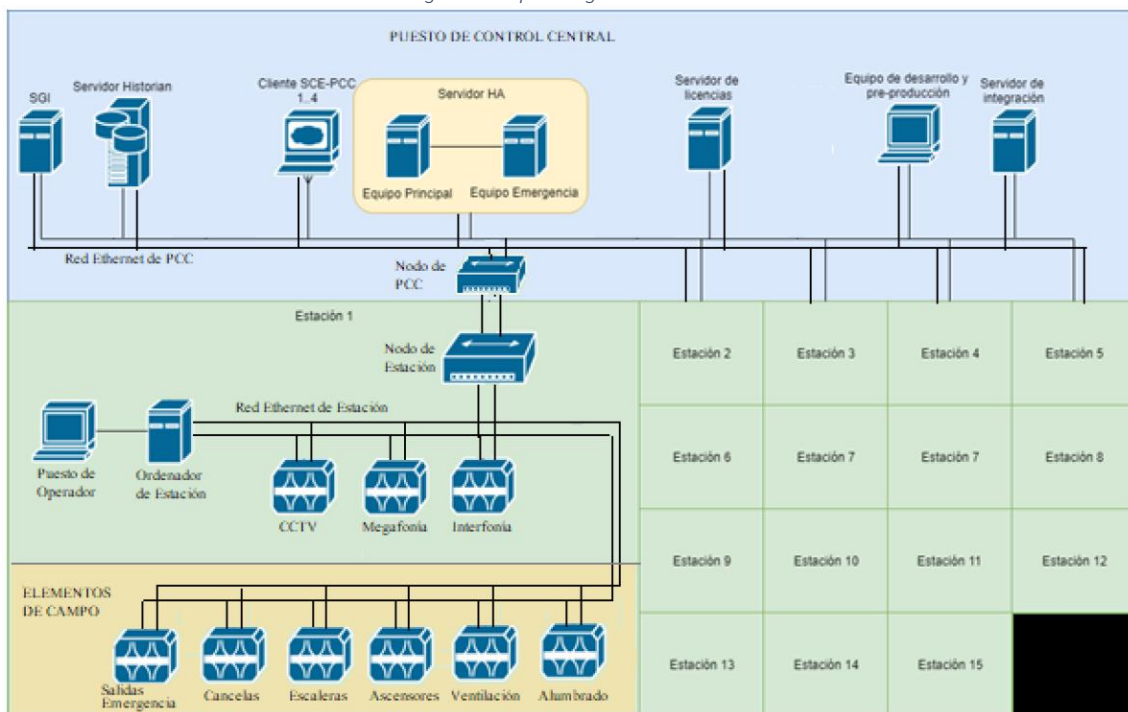 PUESTO DE CONTROL CENTRAL
SGI
Servidor Historian
Cliente SCE-PCC
1..4
Servidor HA
Equipo Principal
Equipo Emergencia
Servidor de
licencias
Equipo de desarrollo y
pre-producción
Servidor de
integración
Red Ethernet de PCC
Nodo de
PCC
Estación 1
Nodo de
Estación
Red Ethernet de Estación
Puesto de
Operador
Ordenador
de Estación
CCTV
Megafonía
Interfonía
ELEMENTOS
DE CAMPO
Salidas
Emergencia
Cancelas
Escaleras
Ascensores
Ventilación
Alumbrado
Estación 2
Estación 3
Estación 4
Estación 5
Estación 6
Estación 7
Estación 7
Estación 8
Estación 9
Estación 10
Estación 11
Estación 12
Estación 13
Estación 14
Estación 15